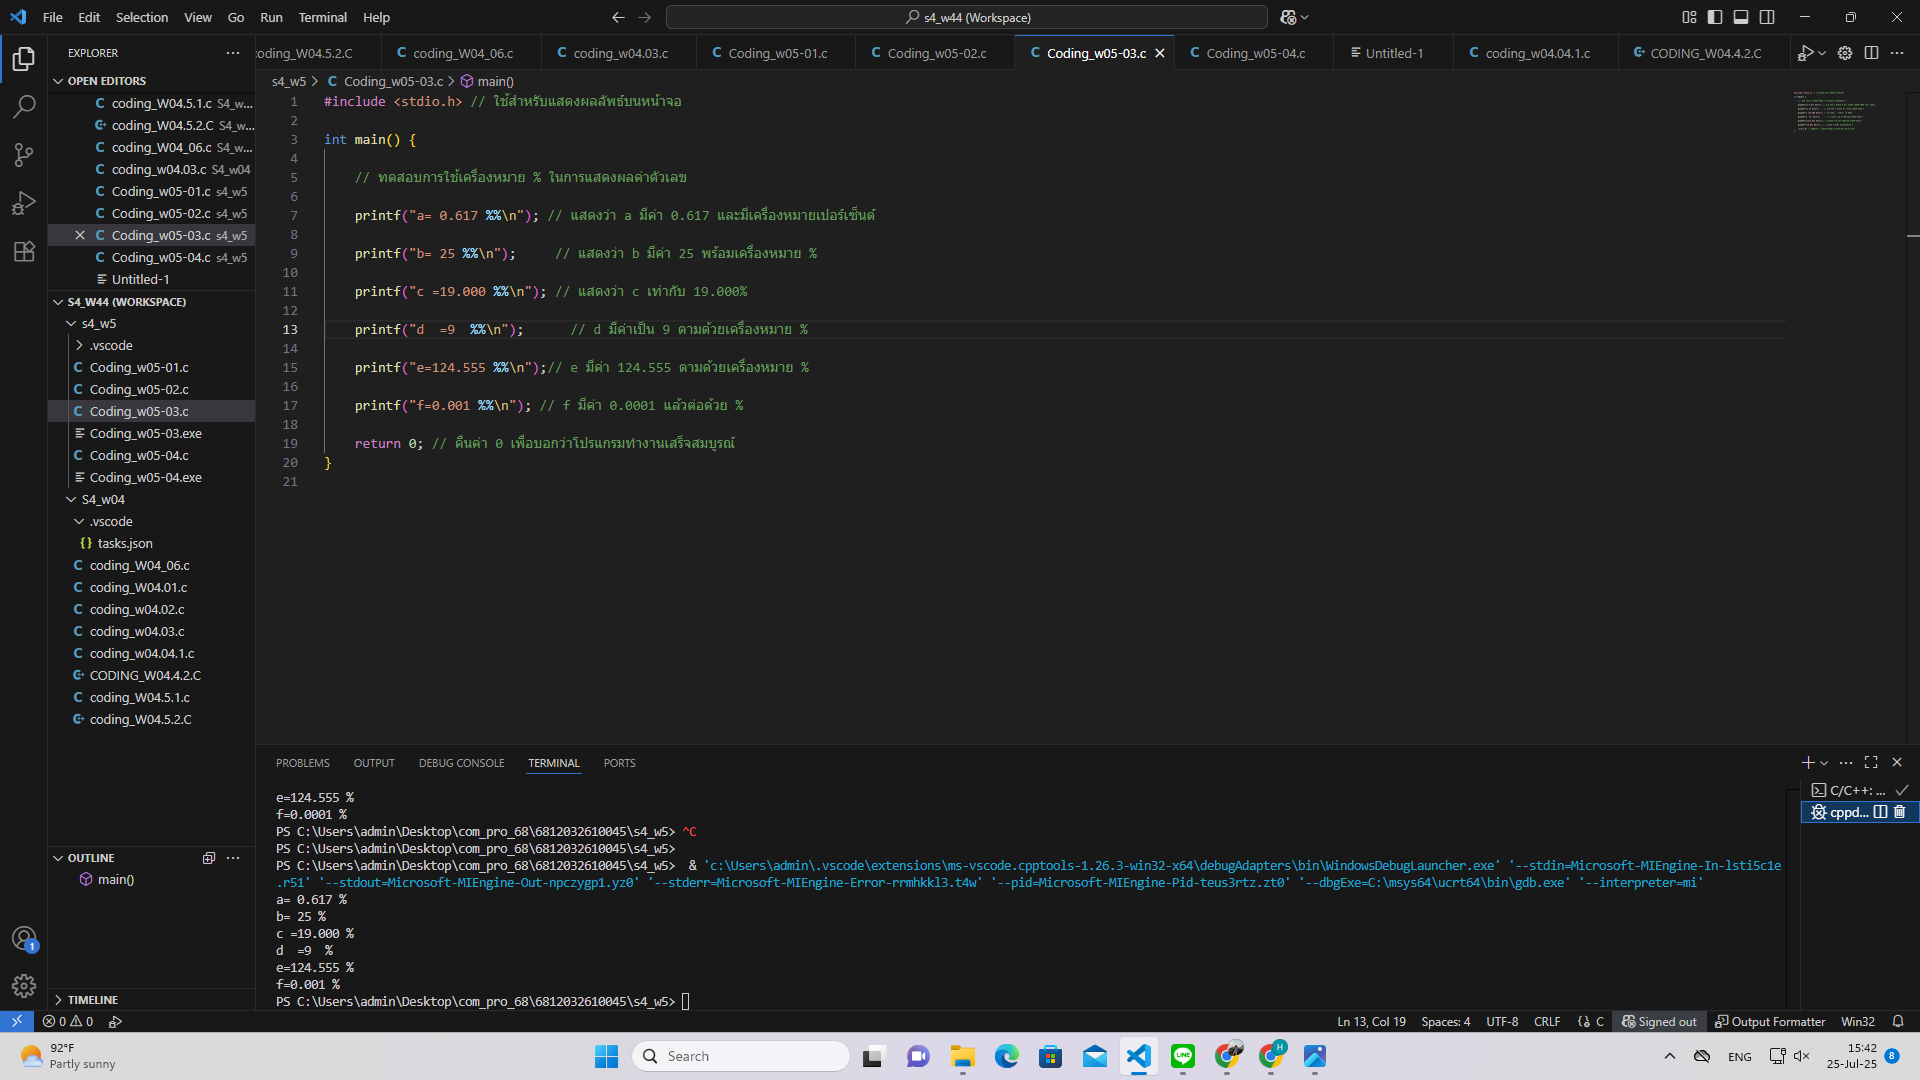 File Edit Selection View Go Run Terminal Help
s4_w44 (Workspace)
EXPLORER
OPEN EDITORS
coding_W04.5.1.c S4_w...
coding_W04.5.2.C S4_w...
coding_W04_06.c S4_w...
coding_w04.03.c S4_w04
Coding_w05-01.c s4_w5
Coding_w05-02.c s4_w5
Coding_w05-03.c s4_w5
Coding_w05-04.c s4_w5
Untitled-1
S4_W44 (WORKSPACE)
s4_w5
.vscode
Coding_w05-01.c
Coding_w05-02.c
Coding_w05-03.c
Coding_w05-03.exe
Coding_w05-04.c
Coding_w05-04.exe
S4_w04
.vscode
tasks.json
coding_W04_06.c
coding_W04.01.c
coding_w04.02.c
coding_w04.03.c
coding_w04.04.1.c
CODING_W04.4.2.C
coding_W04.5.1.c
coding_W04.5.2.C
OUTLINE
main()
TIMELINE
coding_W04.5.2.C coding_W04_06.c coding_w04.03.c Coding_w05-01.c Coding_w05-02.c Coding_w05-03.c Coding_w05-04.c Untitled-1 coding_w04.04.1.c CODING_W04.4.2.C
s4_w5 > C Coding_w05-03.c > main()
1 #include <stdio.h> // ใช้สำหรับแสดงผลลัพธ์บนหน้าจอ
2
3 int main() {
4
5 // ทดสอบการใช้เครื่องหมาย % ในการแสดงผลค่าตัวเลข
6
7 printf("a= 0.617 %%\n"); // แสดงว่า a มีค่า 0.617 และมีเครื่องหมายเปอร์เซ็นต์
8
9 printf("b= 25 %%\n"); // แสดงว่า b มีค่า 25 พร้อมเครื่องหมาย %
10
11 printf("c =19.000 %%\n"); // แสดงว่า c เท่ากับ 19.000%
12
13 printf("d  =9  %%\n"); // d มีค่าเป็น 9 ตามด้วยเครื่องหมาย %
14
15 printf("e=124.555 %%\n");// e มีค่า 124.555 ตามด้วยเครื่องหมาย %
16
17 printf("f=0.001 %%\n"); // f มีค่า 0.0001 แล้วต่อด้วย %
18
19 return 0; // คืนค่า 0 เพื่อบอกว่าโปรแกรมทำงานเสร็จสมบูรณ์
20 }
21
PROBLEMS OUTPUT DEBUG CONSOLE TERMINAL PORTS
C/C++: ...
cppd...
e=124.555 %
f=0.0001 %
PS C:\Users\admin\Desktop\com_pro_68\6812032610045\s4_w5> ^C
PS C:\Users\admin\Desktop\com_pro_68\6812032610045\s4_w5>
PS C:\Users\admin\Desktop\com_pro_68\6812032610045\s4_w5>  & 'c:\Users\admin\.vscode\extensions\ms-vscode.cpptools-1.26.3-win32-x64\debugAdapters\bin\WindowsDebugLauncher.exe' '--stdin=Microsoft-MIEngine-In-lsti5c1e
.r51' '--stdout=Microsoft-MIEngine-Out-npczygp1.yz0' '--stderr=Microsoft-MIEngine-Error-rrmhkkl3.t4w' '--pid=Microsoft-MIEngine-Pid-teus3rtz.zt0' '--dbgExe=C:\msys64\ucrt64\bin\gdb.exe' '--interpreter=mi'
a= 0.617 %
b= 25 %
c =19.000 %
d  =9  %
e=124.555 %
f=0.001 %
PS C:\Users\admin\Desktop\com_pro_68\6812032610045\s4_w5>
0 0 Ln 13, Col 19 Spaces: 4 UTF-8 CRLF {} C Signed out Output Formatter Win32
92°F
Partly sunny
Search
ENG
15:42
25-Jul-25
8